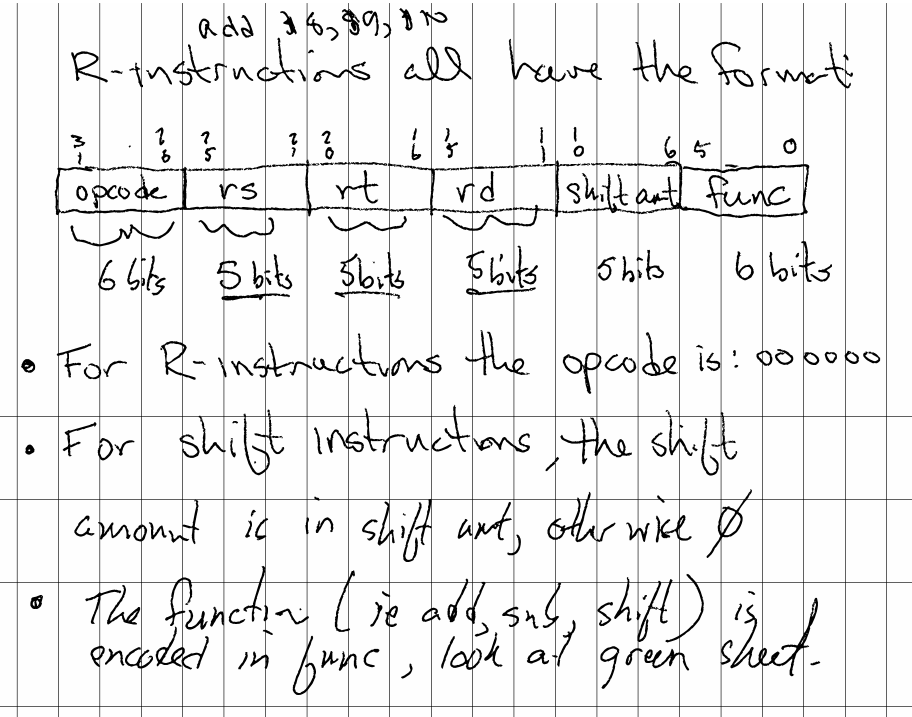 add $8, $9, $10
R-instructions all have the format:
31 26 25 21 20 16 15 11 10 6 5 0
opcode rs rt rd shift amt func
6 bits 5 bits 5 bits 5 bits 5 bits 6 bits
• For R-instructions the opcode is: 000000
• For shift instructions, the shift
amount is in shift amt, otherwise Ø
• The function (ie add, sub, shift) is
encoded in func, look at green sheet.